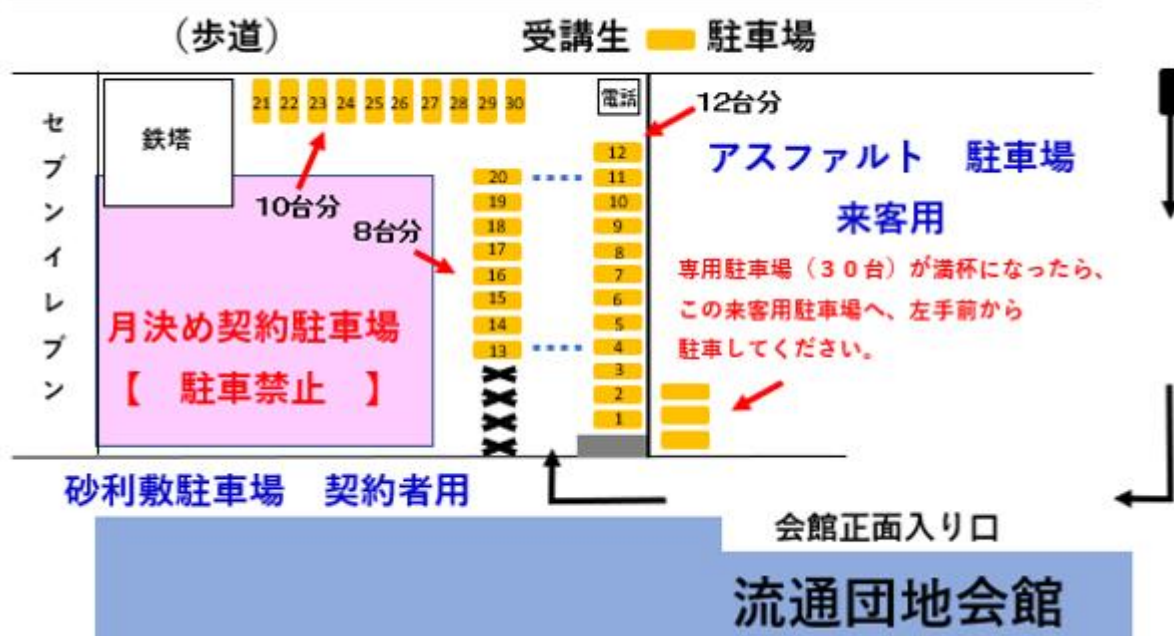 (歩道)
受講生 駐車場
セブンイレブン
鉄塔
21 22 23 24 25 26 27 28 29 30
電話
12台分
10台分
8台分
20
19
18
17
16
15
14
13
12
11
10
9
8
7
6
5
4
3
2
1
アスファルト 駐車場
来客用
専用駐車場(30台)が満杯になったら、
この来客用駐車場へ、左手前から
駐車してください。
月決め契約駐車場
【 駐車禁止 】
砂利敷駐車場 契約者用
会館正面入り口
流通団地会館